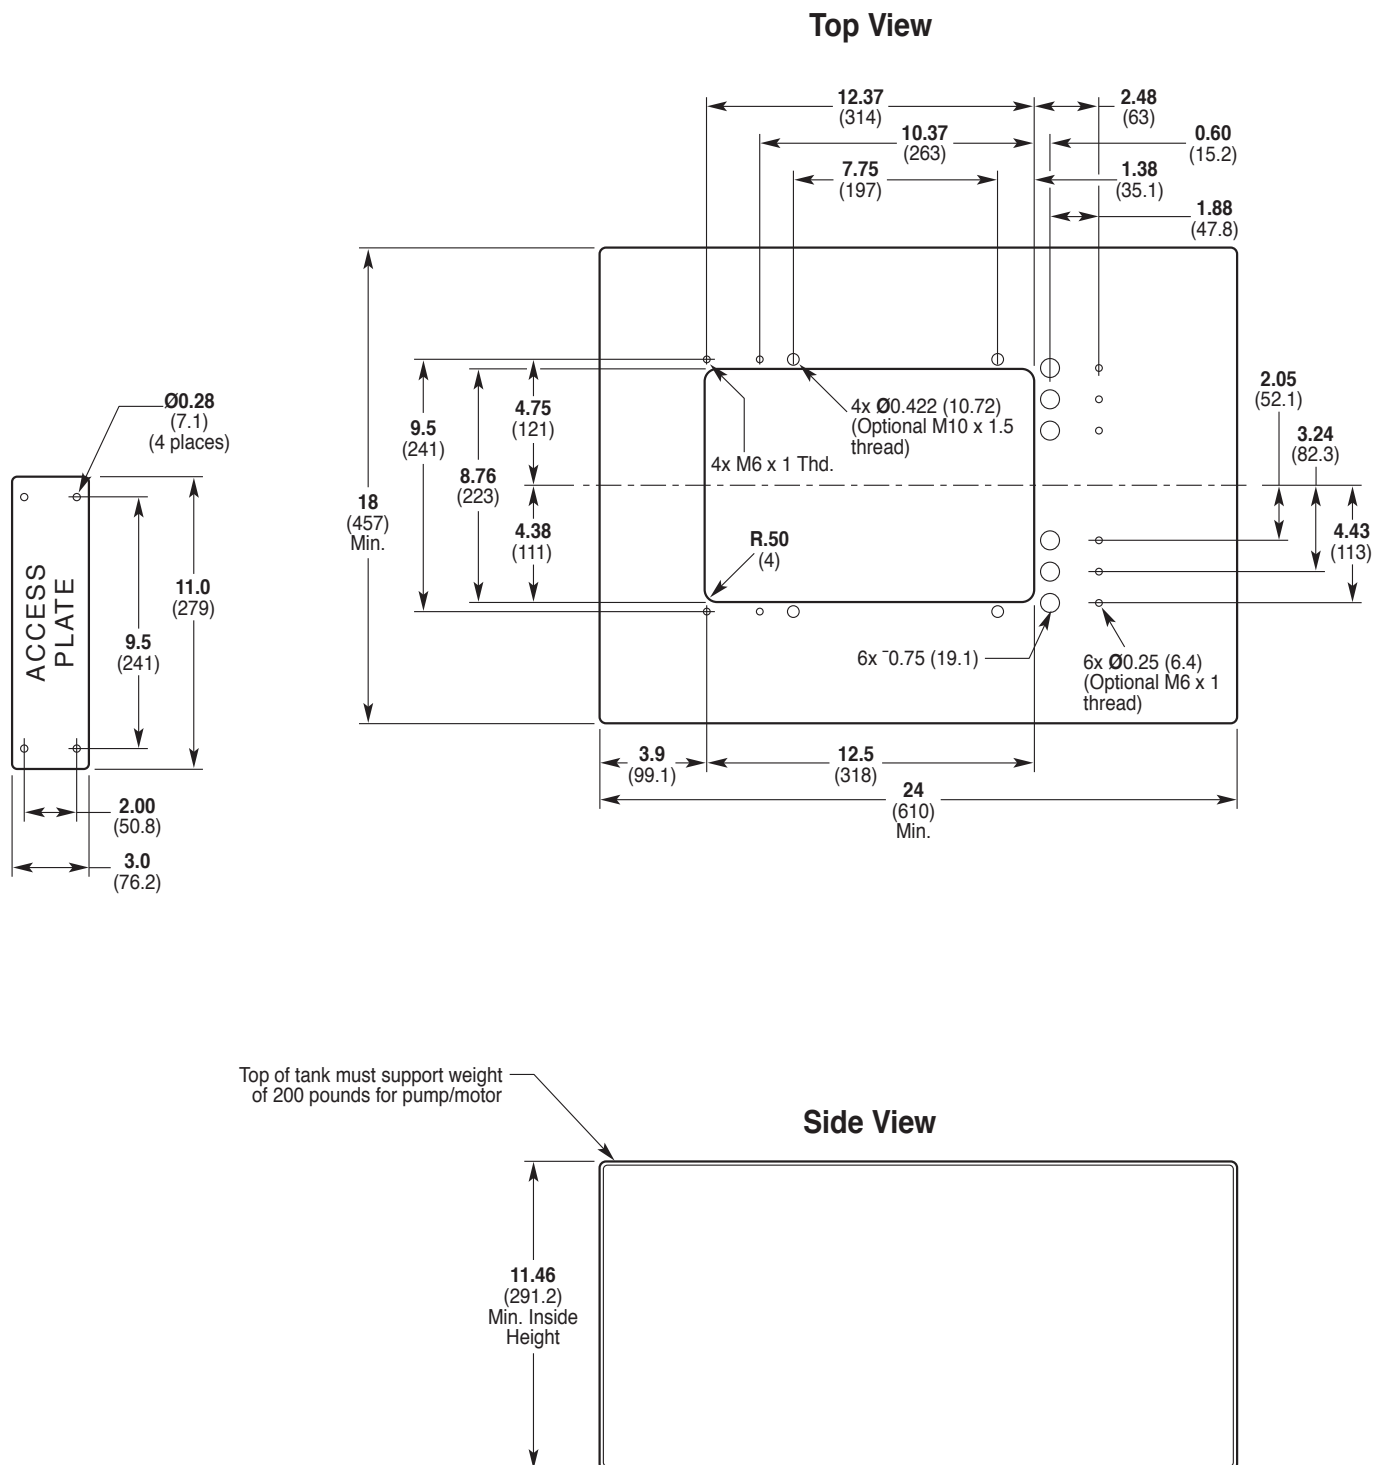 Top View
12.37
(314)
2.48
(63)
10.37
(263)
0.60
(15.2)
7.75
(197)
1.38
(35.1)
1.88
(47.8)
Ø0.28
(7.1)
(4 places)
ACCESS
PLATE
11.0
(279)
9.5
(241)
2.00
(50.8)
3.0
(76.2)
18
(457)
Min.
9.5
(241)
8.76
(223)
4.75
(121)
4.38
(111)
4x M6 x 1 Thd.
4x Ø0.422 (10.72)
(Optional M10 x 1.5
thread)
R.50
(4)
2.05
(52.1)
3.24
(82.3)
4.43
(113)
6x ¯0.75 (19.1)
6x Ø0.25 (6.4)
(Optional M6 x 1
thread)
3.9
(99.1)
12.5
(318)
24
(610)
Min.
Top of tank must support weight
of 200 pounds for pump/motor
Side View
11.46
(291.2)
Min. Inside
Height